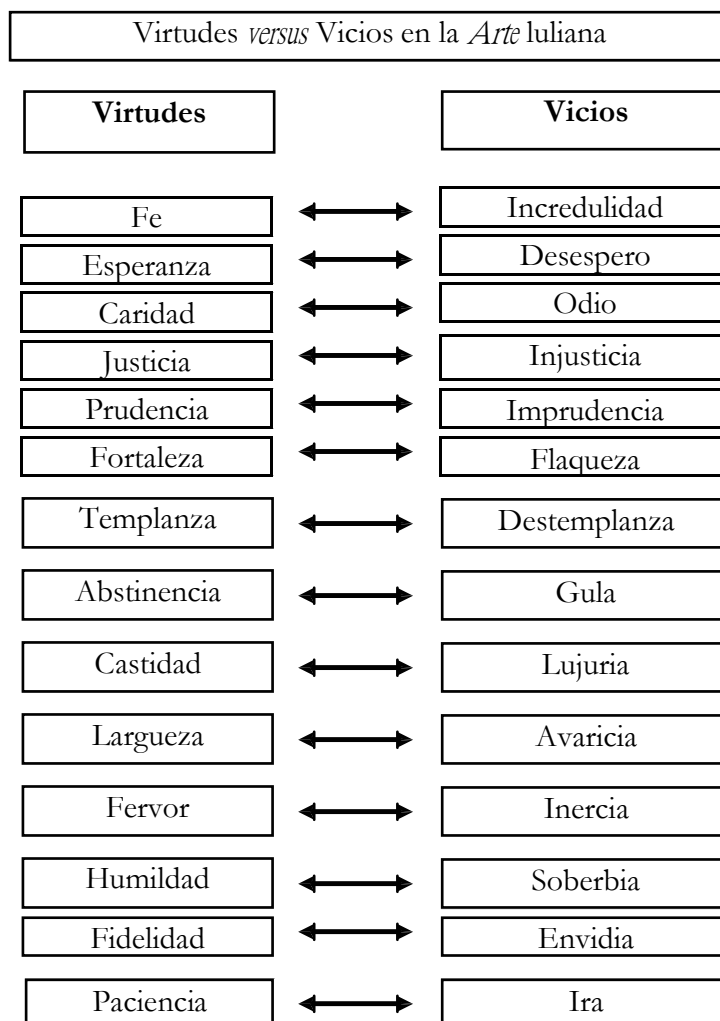 Virtudes versus Vicios en la Arte luliana
Virtudes Vicios
Fe Incredulidad
Esperanza Desespero
Caridad Odio
Justicia Injusticia
Prudencia Imprudencia
Fortaleza Flaqueza
Templanza Destemplanza
Abstinencia Gula
Castidad Lujuria
Largueza Avaricia
Fervor Inercia
Humildad Soberbia
Fidelidad Envidia
Paciencia Ira